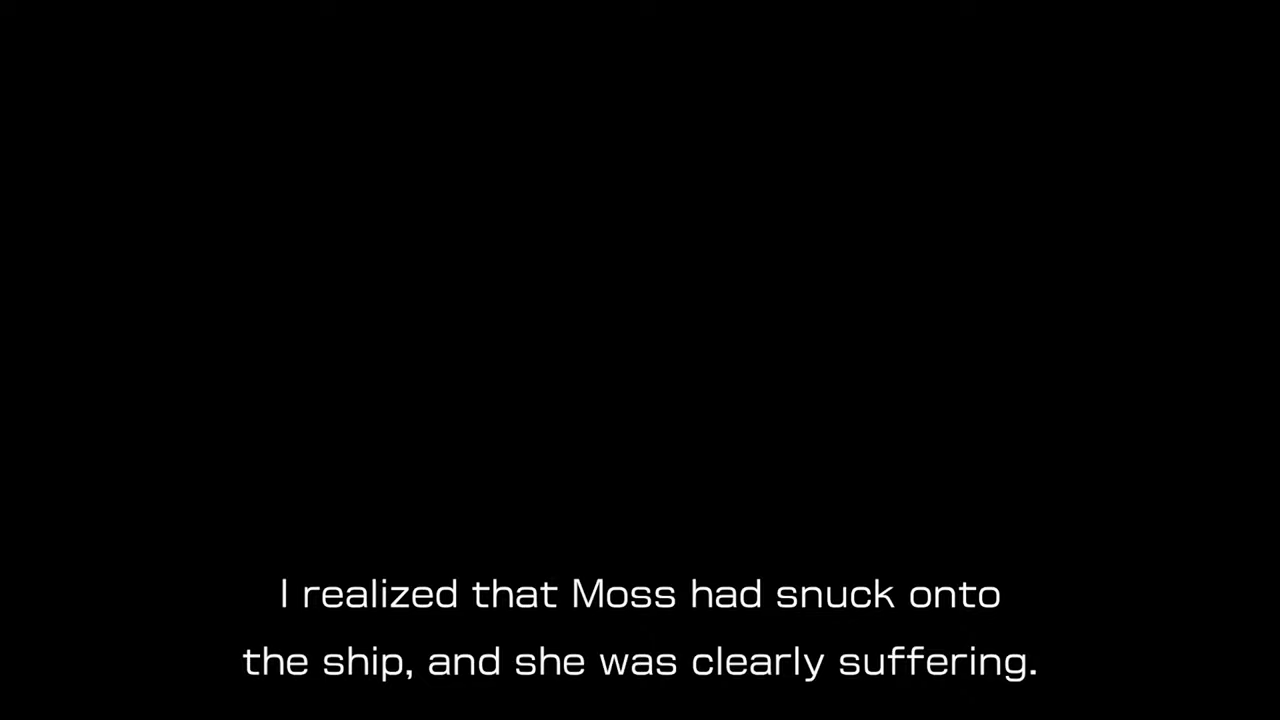 I realized that Moss had snuck onto
the ship, and she was clearly suffering.